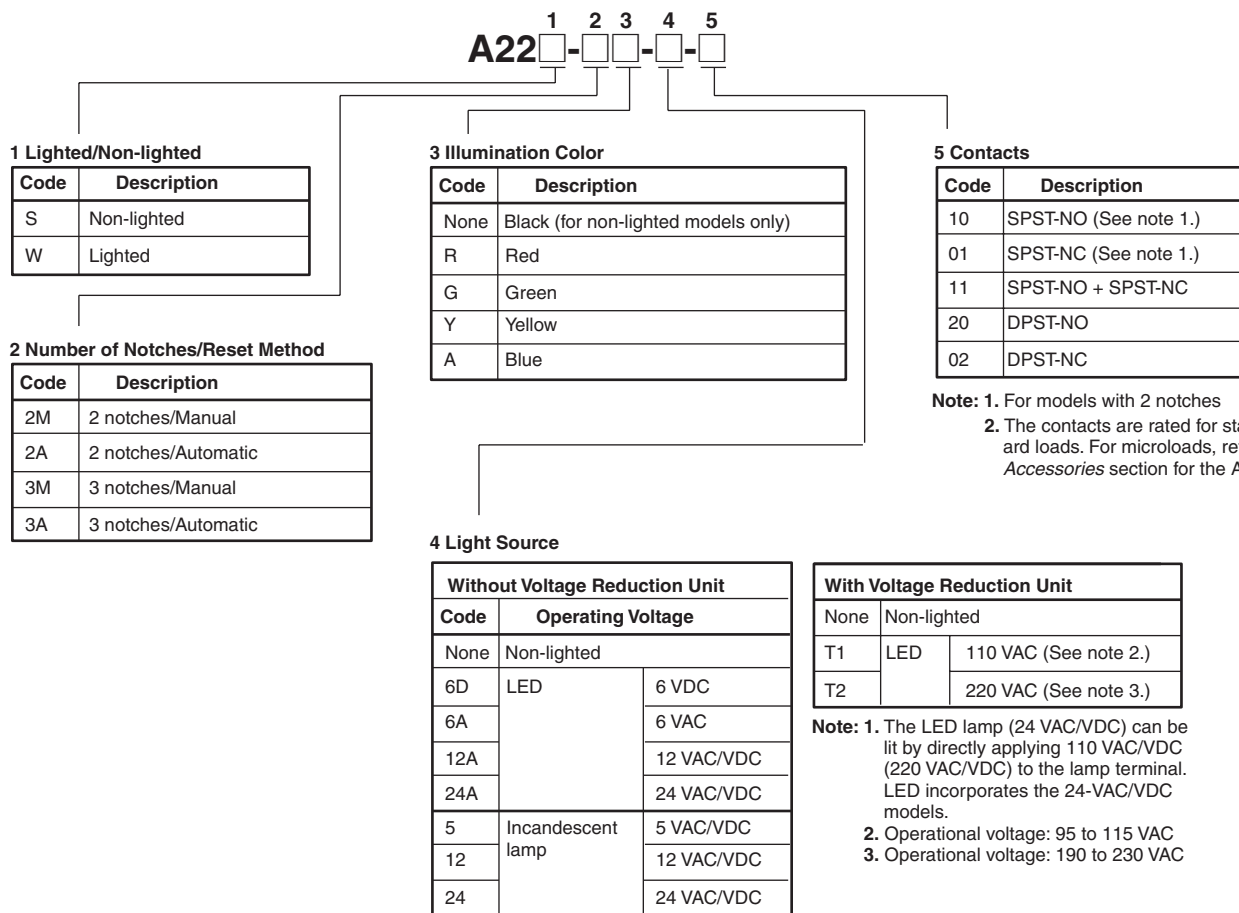 1 2 3 4 5
A22□-□□-□-□
1 Lighted/Non-lighted
Code Description
S Non-lighted
W Lighted
2 Number of Notches/Reset Method
Code Description
2M 2 notches/Manual
2A 2 notches/Automatic
3M 3 notches/Manual
3A 3 notches/Automatic
3 Illumination Color
Code Description
None Black (for non-lighted models only)
R Red
G Green
Y Yellow
A Blue
5 Contacts
Code Description
10 SPST-NO (See note 1.)
01 SPST-NC (See note 1.)
11 SPST-NO + SPST-NC
20 DPST-NO
02 DPST-NC
Note: 1. For models with 2 notches
2. The contacts are rated for sta
ard loads. For microloads, re
Accessories section for the A
4 Light Source
Without Voltage Reduction Unit
Code Operating Voltage
None Non-lighted
6D LED 6 VDC
6A 6 VAC
12A 12 VAC/VDC
24A 24 VAC/VDC
5 Incandescent lamp 5 VAC/VDC
12 12 VAC/VDC
24 24 VAC/VDC
With Voltage Reduction Unit
None Non-lighted
T1 LED 110 VAC (See note 2.)
T2 220 VAC (See note 3.)
Note: 1. The LED lamp (24 VAC/VDC) can be
lit by directly applying 110 VAC/VDC
(220 VAC/VDC) to the lamp terminal.
LED incorporates the 24-VAC/VDC
models.
2. Operational voltage: 95 to 115 VAC
3. Operational voltage: 190 to 230 VAC